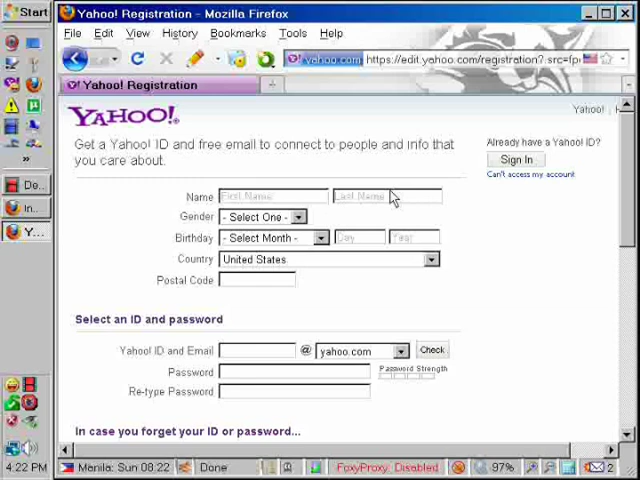 Start
Yahoo! Registration - Mozilla Firefox
File Edit View History Bookmarks Tools Help
yahoo.com https://edit.yahoo.com/registration?.src=fp
Yahoo! Registration
YAHOO!
Yahoo!
Get a Yahoo! ID and free email to connect to people and info that
you care about.
Already have a Yahoo! ID?
Sign In
Can't access my account
Name First Name Last Name
Gender - Select One -
Birthday - Select Month - Day Year
Country United States
Postal Code
Select an ID and password
Yahoo! ID and Email @ yahoo.com Check
Password Password Strength
Re-type Password
In case you forget your ID or password...
»
De...
In...
Y...
4:22 PM
Manila: Sun 08:22 Done FoxyProxy: Disabled 97% 2